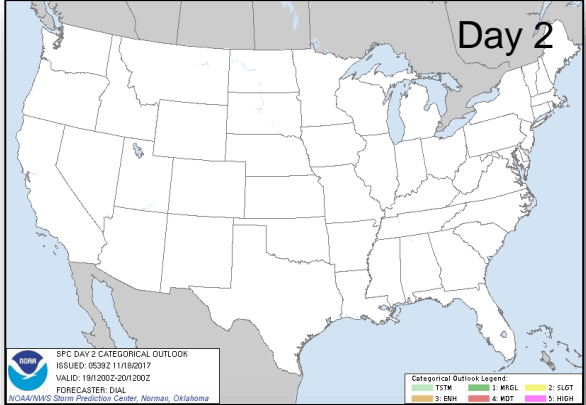 Day 2
SPC DAY 2 CATEGORICAL OUTLOOK
ISSUED: 0539Z 11/18/2017
VALID: 19/1200Z-20/1200Z
FORECASTER: DIAL
NOAA/NWS Storm Prediction Center, Norman, Oklahoma
NOAA
Categorical Outlook Legend:
TSTM 1: MRGL 2: SLGT
3: ENH 4: MDT 5: HIGH